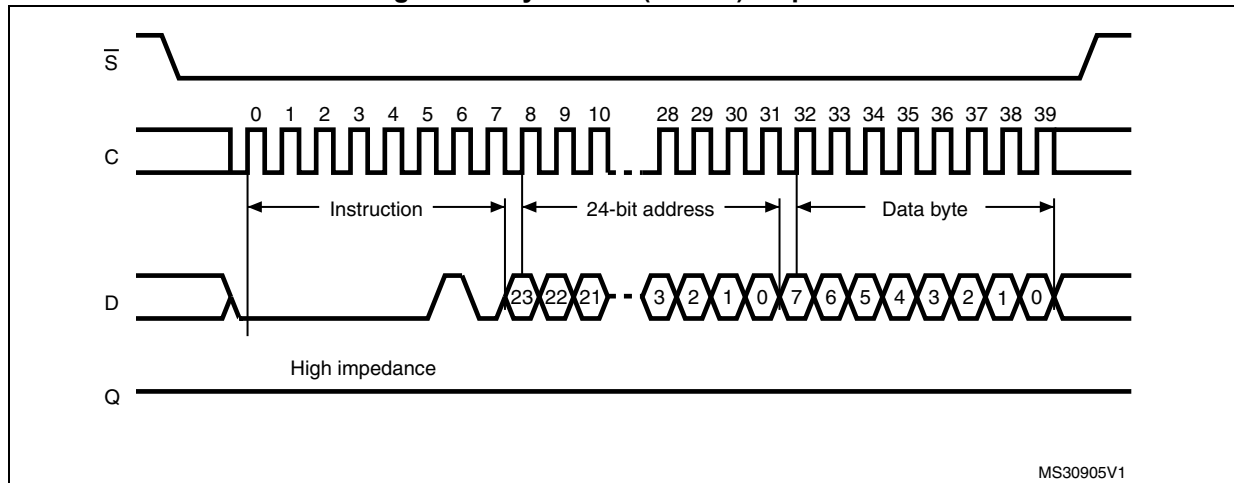 S
0 1 2 3 4 5 6 7 8 9 10 28 29 30 31 32 33 34 35 36 37 38 39
C
Instruction 24-bit address Data byte
D
23 22 21 3 2 1 0 7 6 5 4 3 2 1 0
High impedance
Q
MS30905V1